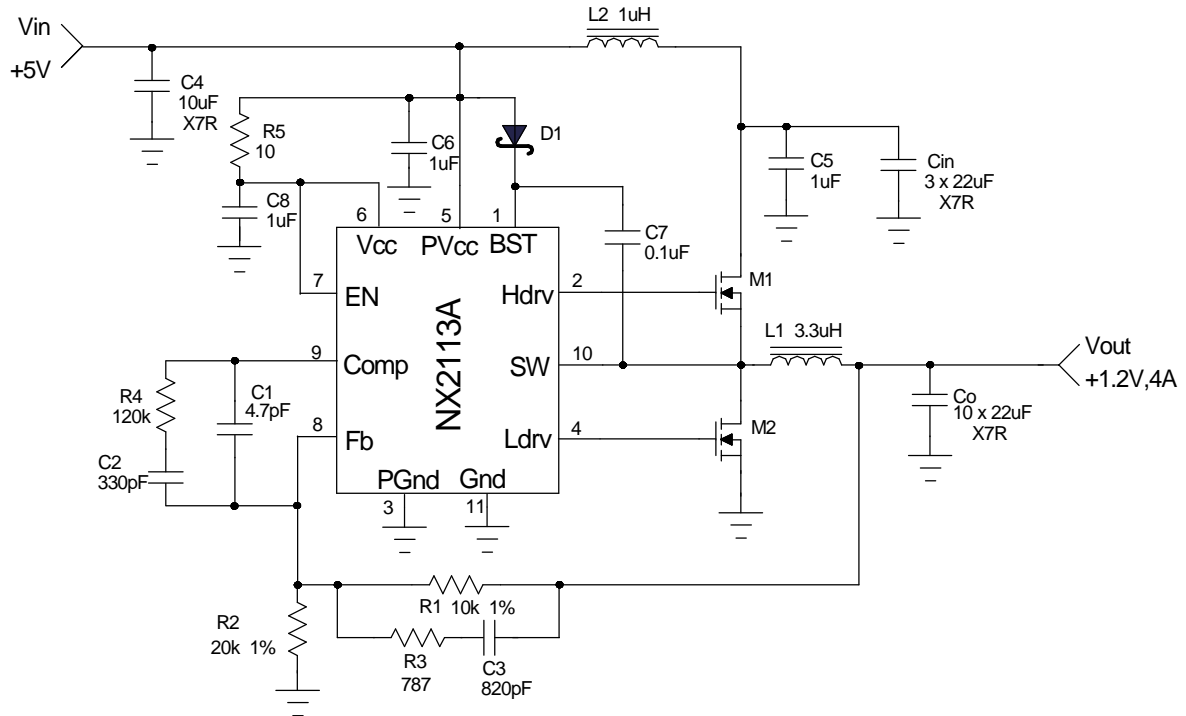 Vin
+5V
L2 1uH
C4
10uF
X7R
R5
10
C6
1uF
D1
C5
1uF
Cin
3 x 22uF
X7R
C8
1uF
6
5
1
Vcc
PVcc
BST
C7
0.1uF
7
EN
NX2113A
Hdrv
2
M1
9
Comp
SW
10
L1 3.3uH
Vout
+1.2V,4A
R4
120k
C1
4.7pF
Co
10 x 22uF
X7R
8
Fb
Ldrv
4
M2
C2
330pF
PGnd
Gnd
3
11
R1 10k 1%
R2
20k 1%
R3
787
C3
820pF